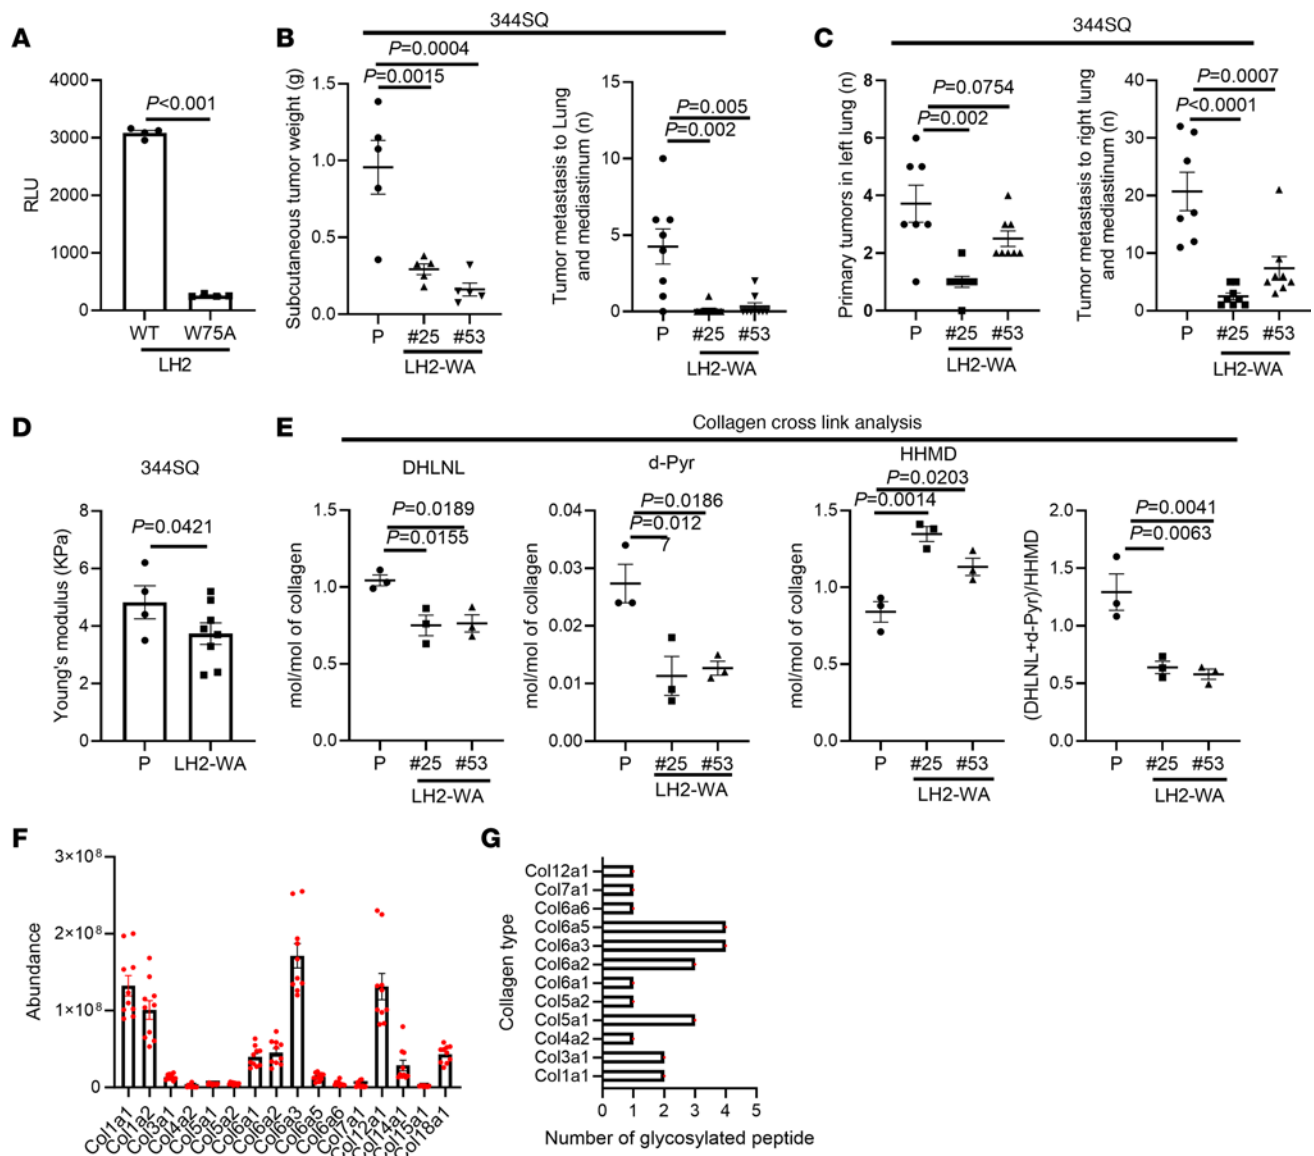 A
4000
3000
2000
1000
0
RLU
P<0.001
WT
W75A
LH2
B
344SQ
P=0.0004
P=0.0015
1.5
1.0
0.5
0.0
Subcutaneous tumor weight (g)
P
#25
#53
LH2-WA
15
10
5
0
Tumor metastasis to Lung
and mediastinum (n)
P=0.005
P=0.002
P
#25
#53
LH2-WA
C
344SQ
8
6
4
2
0
Primary tumors in left lung (n)
P=0.0754
P=0.002
P
#25
#53
LH2-WA
40
30
20
10
0
Tumor metastasis to right lung
and mediastinum (n)
P=0.0007
P<0.0001
P
#25
#53
LH2-WA
D
344SQ
8
6
4
2
0
Young's modulus (KPa)
P=0.0421
P
LH2-WA
E
Collagen cross link analysis
DHLNL
P=0.0189
P=0.0155
1.5
1.0
0.5
0.0
mol/mol of collagen
P
#25
#53
LH2-WA
d-Pyr
P=0.0186
P=0.012
7
0.04
0.03
0.02
0.01
0.00
mol/mol of collagen
P
#25
#53
LH2-WA
HHMD
P=0.0203
P=0.0014
1.5
1.0
0.5
0.0
mol/mol of collagen
P
#25
#53
LH2-WA
2.0
1.5
1.0
0.5
0.0
(DHLNL+d-Pyr)/HHMD
P=0.0041
P=0.0063
P
#25
#53
LH2-WA
F
3×10⁸
2×10⁸
1×10⁸
0
Abundance
Col1a1
Col1a2
Col3a1
Col4a2
Col5a1
Col5a2
Col6a1
Col6a2
Col6a3
Col6a5
Col6a6
Col7a1
Col12a1
Col14a1
Col15a1
Col18a1
G
Collagen type
Col12a1
Col7a1
Col6a6
Col6a5
Col6a3
Col6a2
Col6a1
Col5a2
Col5a1
Col4a2
Col3a1
Col1a1
0 1 2 3 4 5
Number of glycosylated peptide